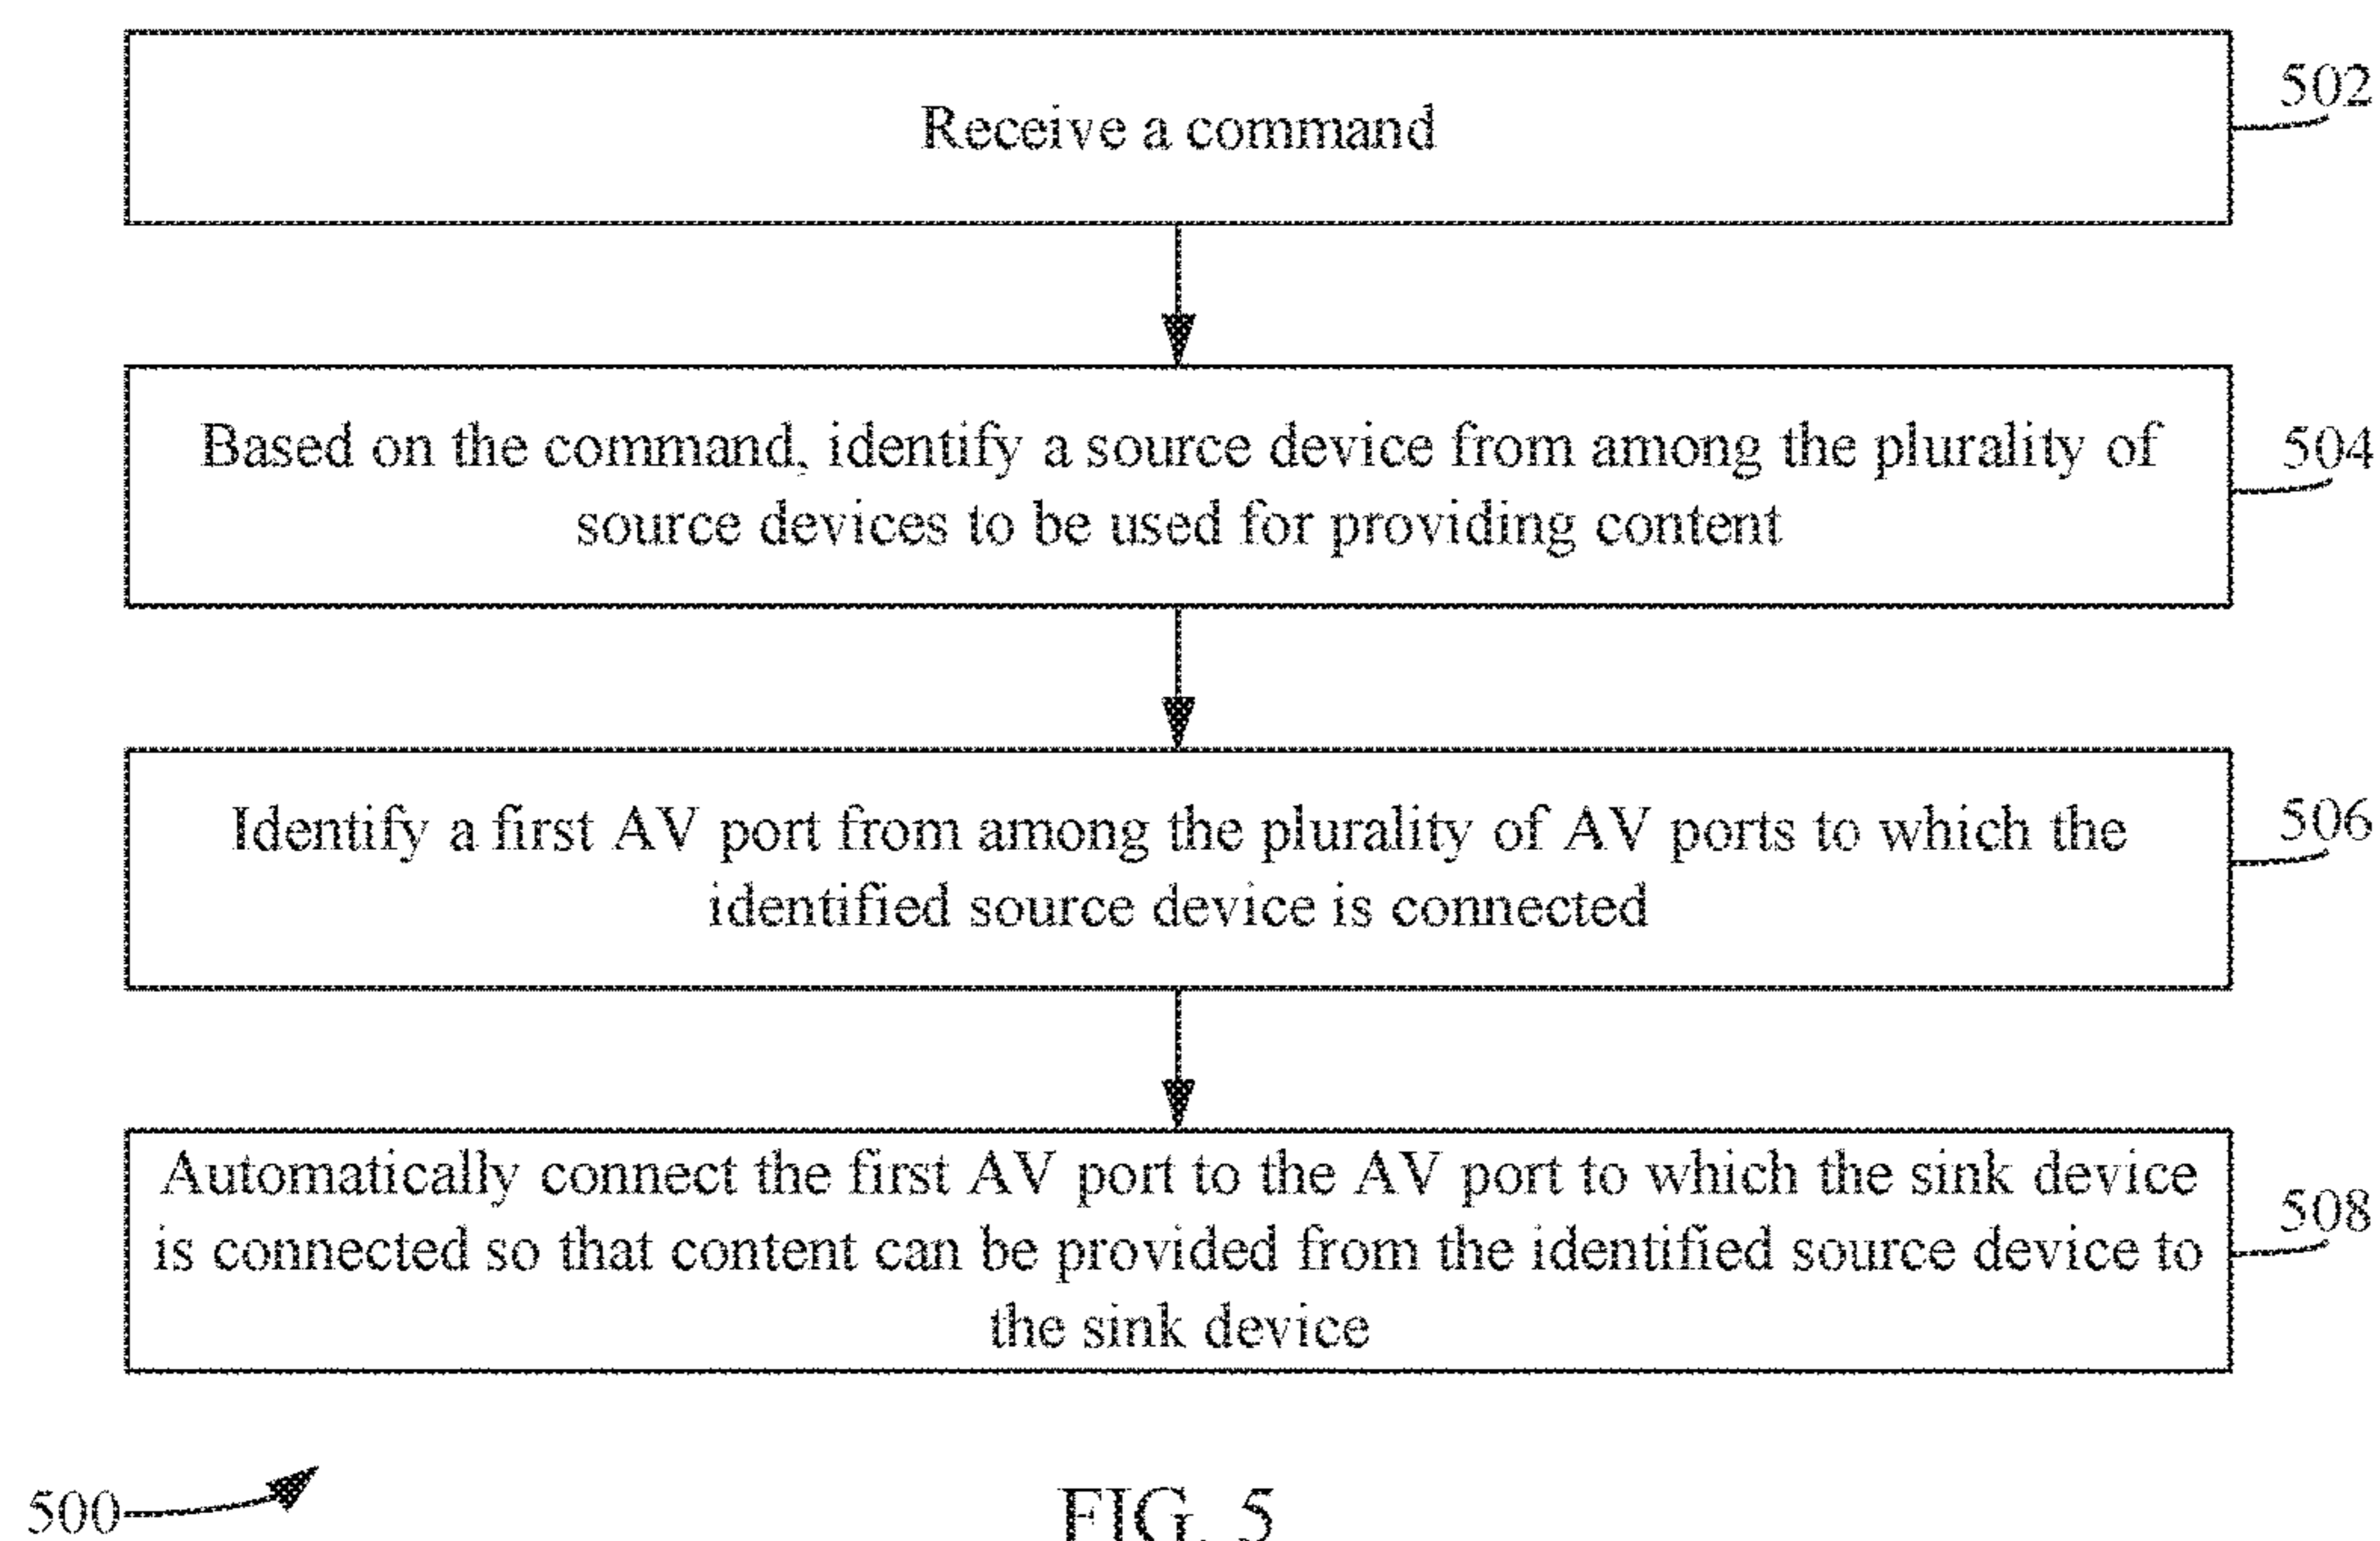 Receive a command
502
Based on the command, identify a source device from among the plurality of
source devices to be used for providing content
504
Identify a first AV port from among the plurality of AV ports to which the
identified source device is connected
506
Automatically connect the first AV port to the AV port to which the sink device
is connected so that content can be provided from the identified source device to
the sink device
508
500
FIG. 5